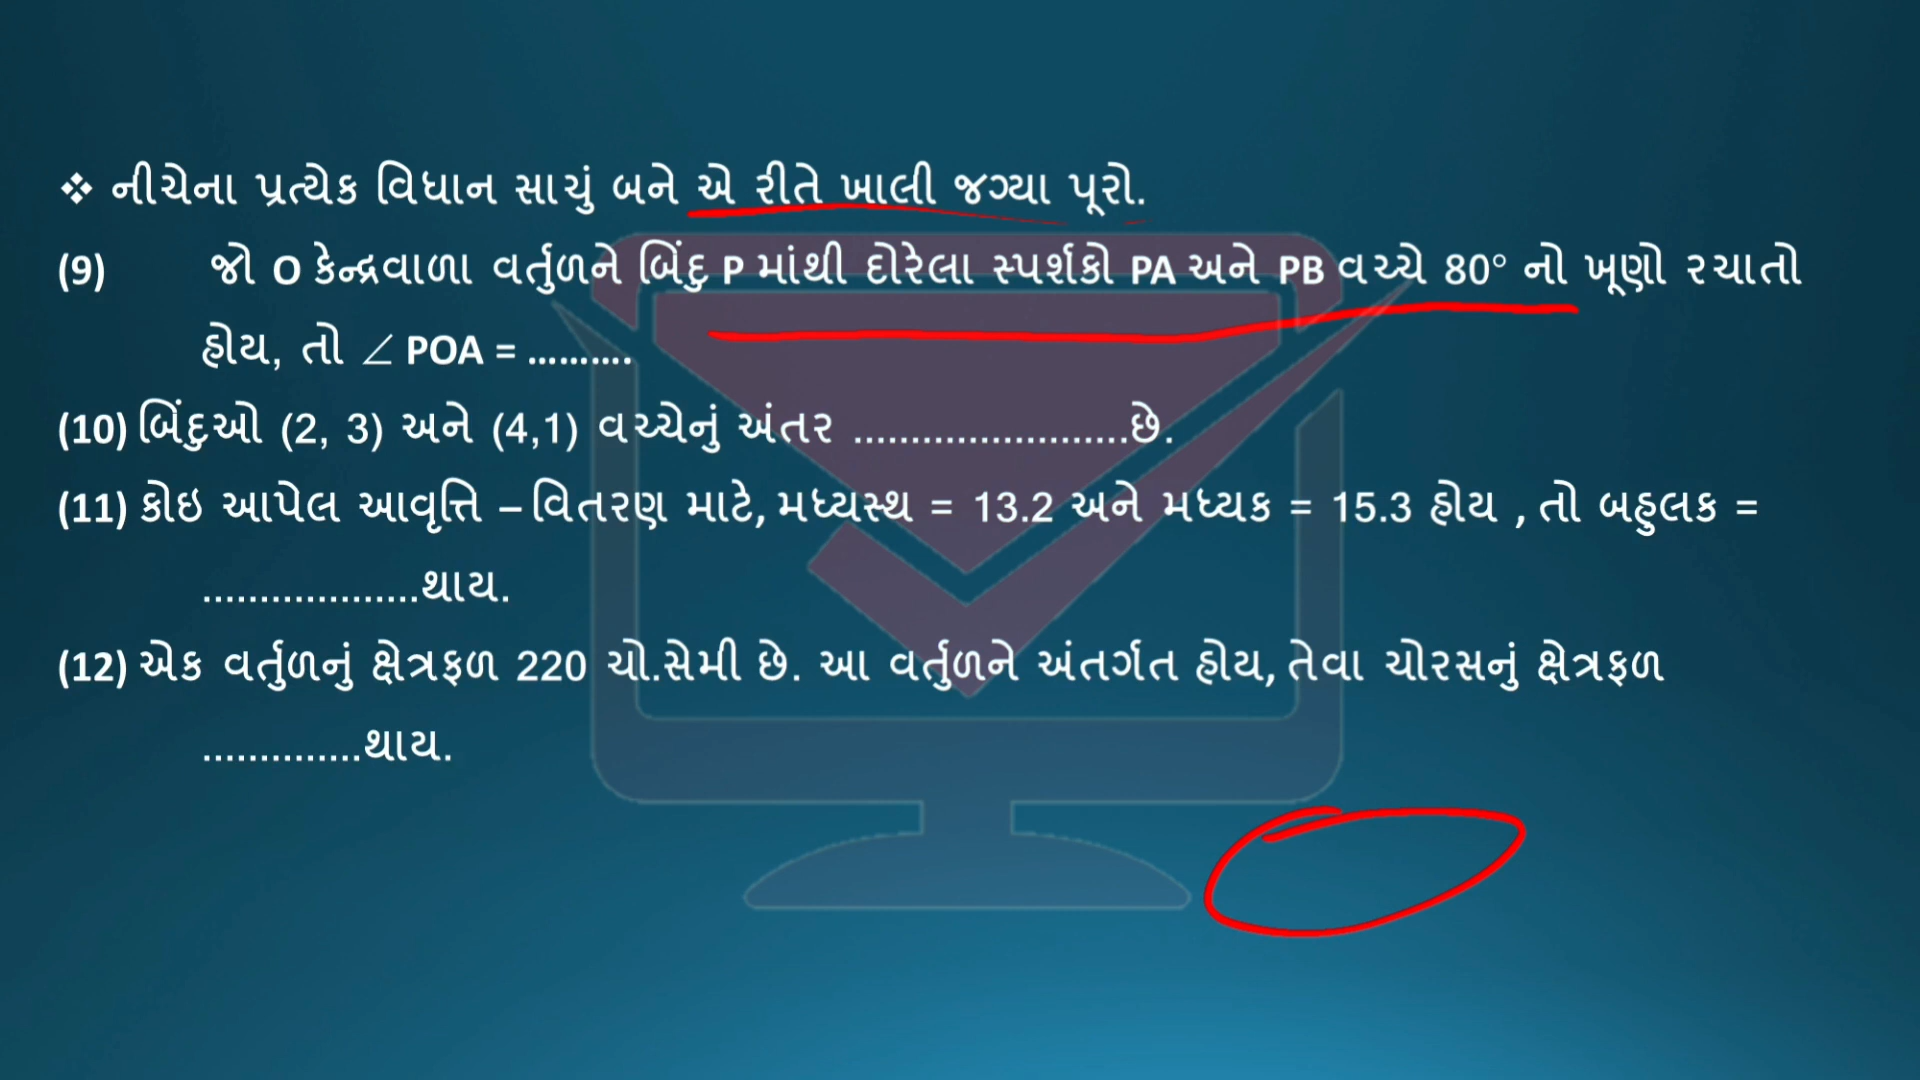 ❖ નીચેના પ્રત્યેક વિધાન સાચું બને એ રીતે ખાલી જગ્યા પૂરો.
(9) જો O કેન્દ્રવાળા વર્તુળને બિંદુ P માંથી દોરેલા સ્પર્શકો PA અને PB વચ્ચે 80° નો ખૂણો રચાતો
હોય, તો ∠ POA = ..........
(10) બિંદુઓ (2, 3) અને (4,1) વચ્ચેનું અંતર ........................છે.
(11) કોઇ આપેલ આવૃત્તિ – વિતરણ માટે, મધ્યસ્થ = 13.2 અને મધ્યક = 15.3 હોય , તો બહુલક =
...................થાય.
(12) એક વર્તુળનું ક્ષેત્રફળ 220 ચો.સેમી છે. આ વર્તુળને અંતર્ગત હોય, તેવા ચોરસનું ક્ષેત્રફળ
..............થાય.